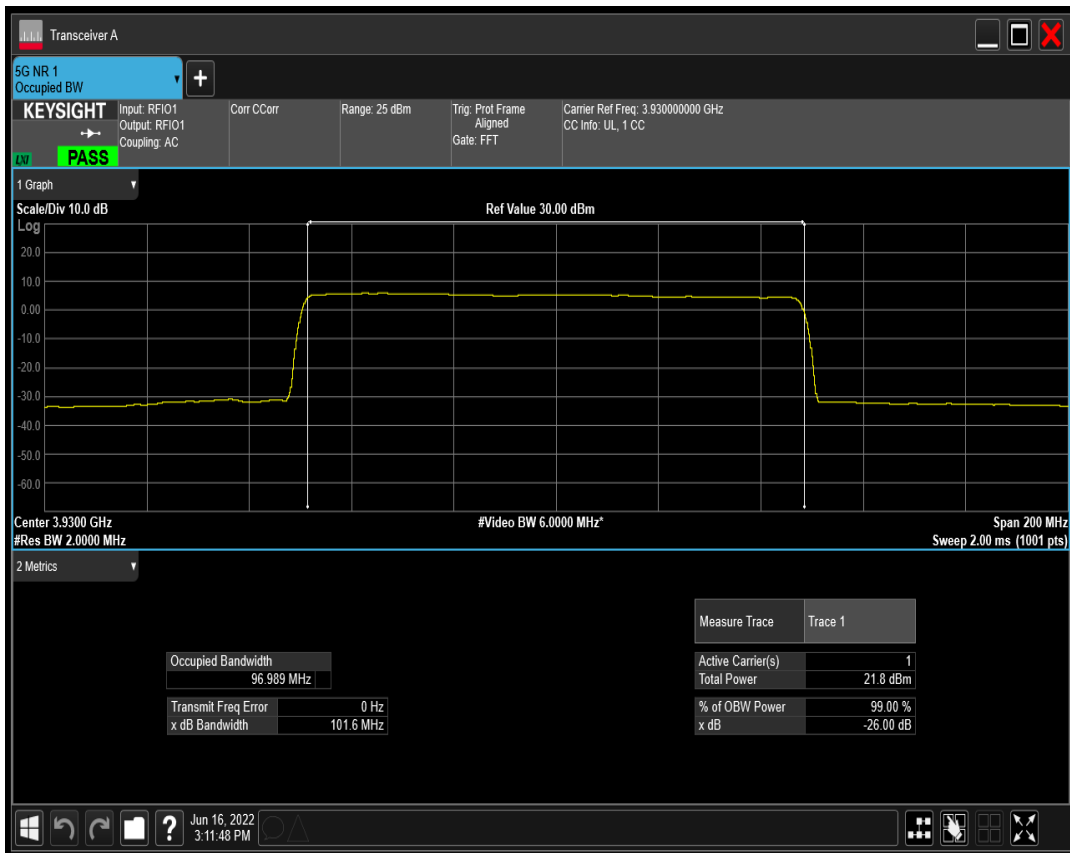 Transceiver A
5G NR 1
Occupied BW
KEYSIGHT
LXI
PASS
Input: RFIO1
Output: RFIO1
Coupling: AC
Corr CCorr
Range: 25 dBm
Trig: Prot Frame
Aligned
Gate: FFT
Carrier Ref Freq: 3.930000000 GHz
CC Info: UL, 1 CC
1 Graph
Scale/Div 10.0 dB
Ref Value 30.00 dBm
Log
20.0
10.0
0.00
-10.0
-20.0
-30.0
-40.0
-50.0
-60.0
Center 3.9300 GHz
#Video BW 6.0000 MHz*
Span 200 MHz
#Res BW 2.0000 MHz
Sweep 2.00 ms (1001 pts)
2 Metrics
Measure Trace Trace 1
Occupied Bandwidth
96.989 MHz
Transmit Freq Error 0 Hz
x dB Bandwidth 101.6 MHz
Active Carrier(s) 1
Total Power 21.8 dBm
% of OBW Power 99.00 %
x dB -26.00 dB
?
Jun 16, 2022
3:11:48 PM